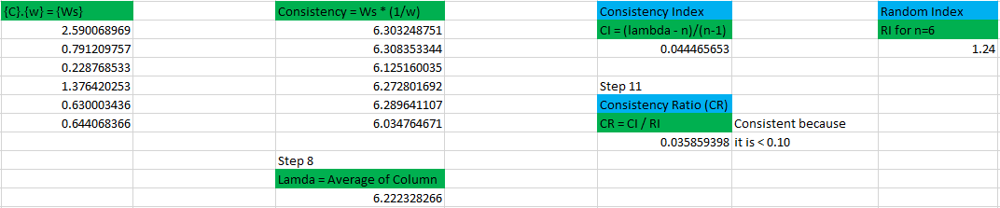 {C}.{w} = {Ws} Consistency = Ws * (1/w) Consistency Index Random Index
2.590068969 6.303248751 CI = (lambda - n)/(n-1) RI for n=6
0.791209757 6.308353344 0.044465653 1.24
0.228768533 6.125160035
1.376420253 6.272801692 Step 11
0.630003436 6.289641107 Consistency Ratio (CR)
0.644068366 6.034764671 CR = CI / RI Consistent because
0.035859398 it is < 0.10
Step 8
Lamda = Average of Column
6.222328266